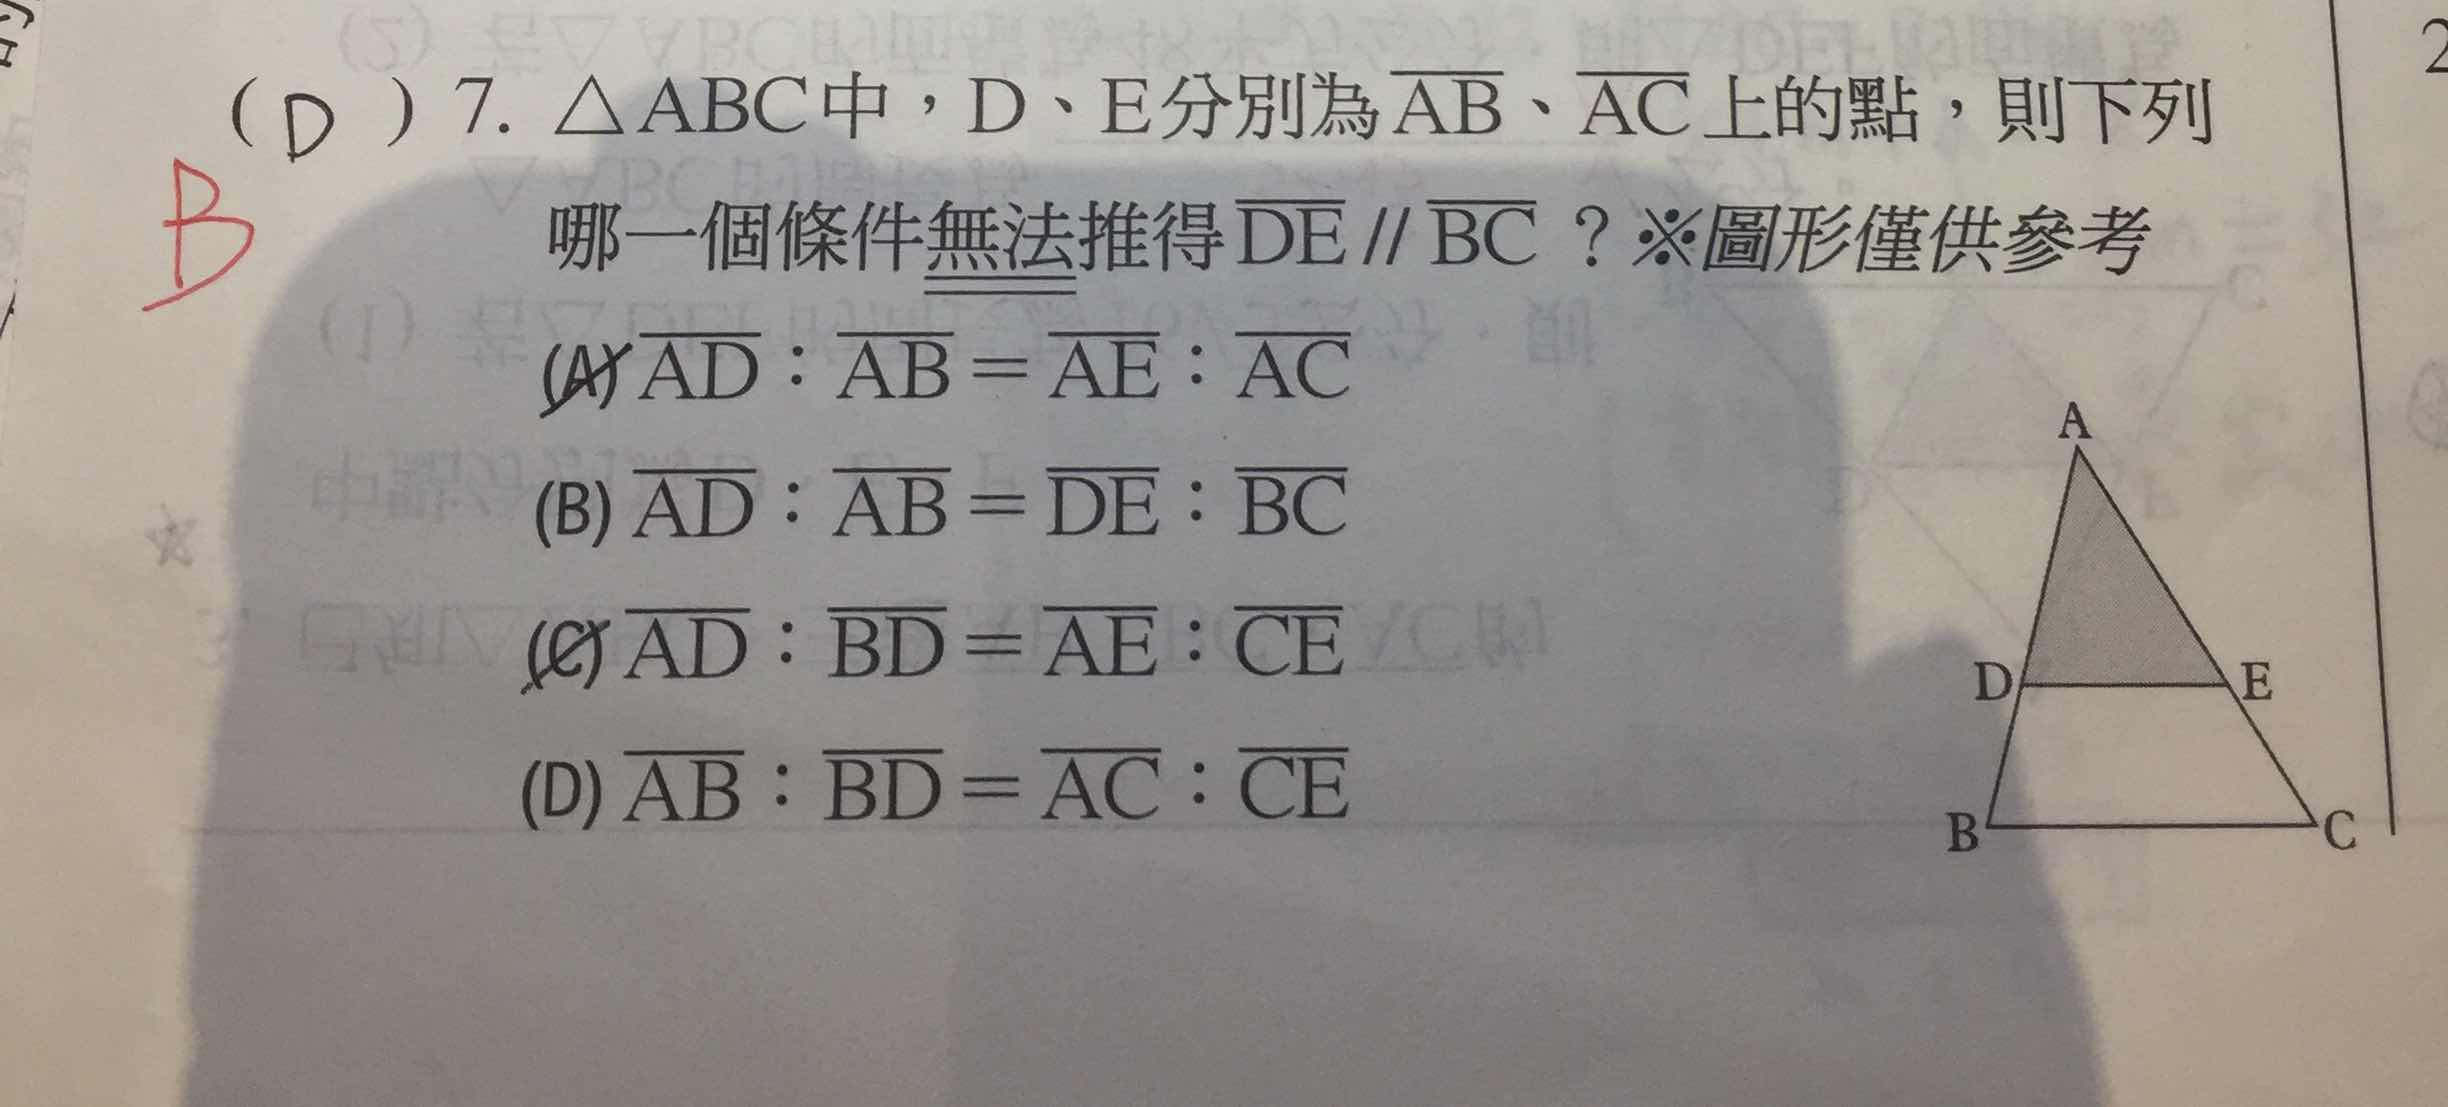 (D) 7. △ABC中，D、E分別為AB、AC上的點，則下列
B
哪一個條件無法推得DE // BC？※圖形僅供參考
(A) AD：AB＝AE：AC
(B) AD：AB＝DE：BC
(C) AD：BD＝AE：CE
(D) AB：BD＝AC：CE
A
D E
B C
2